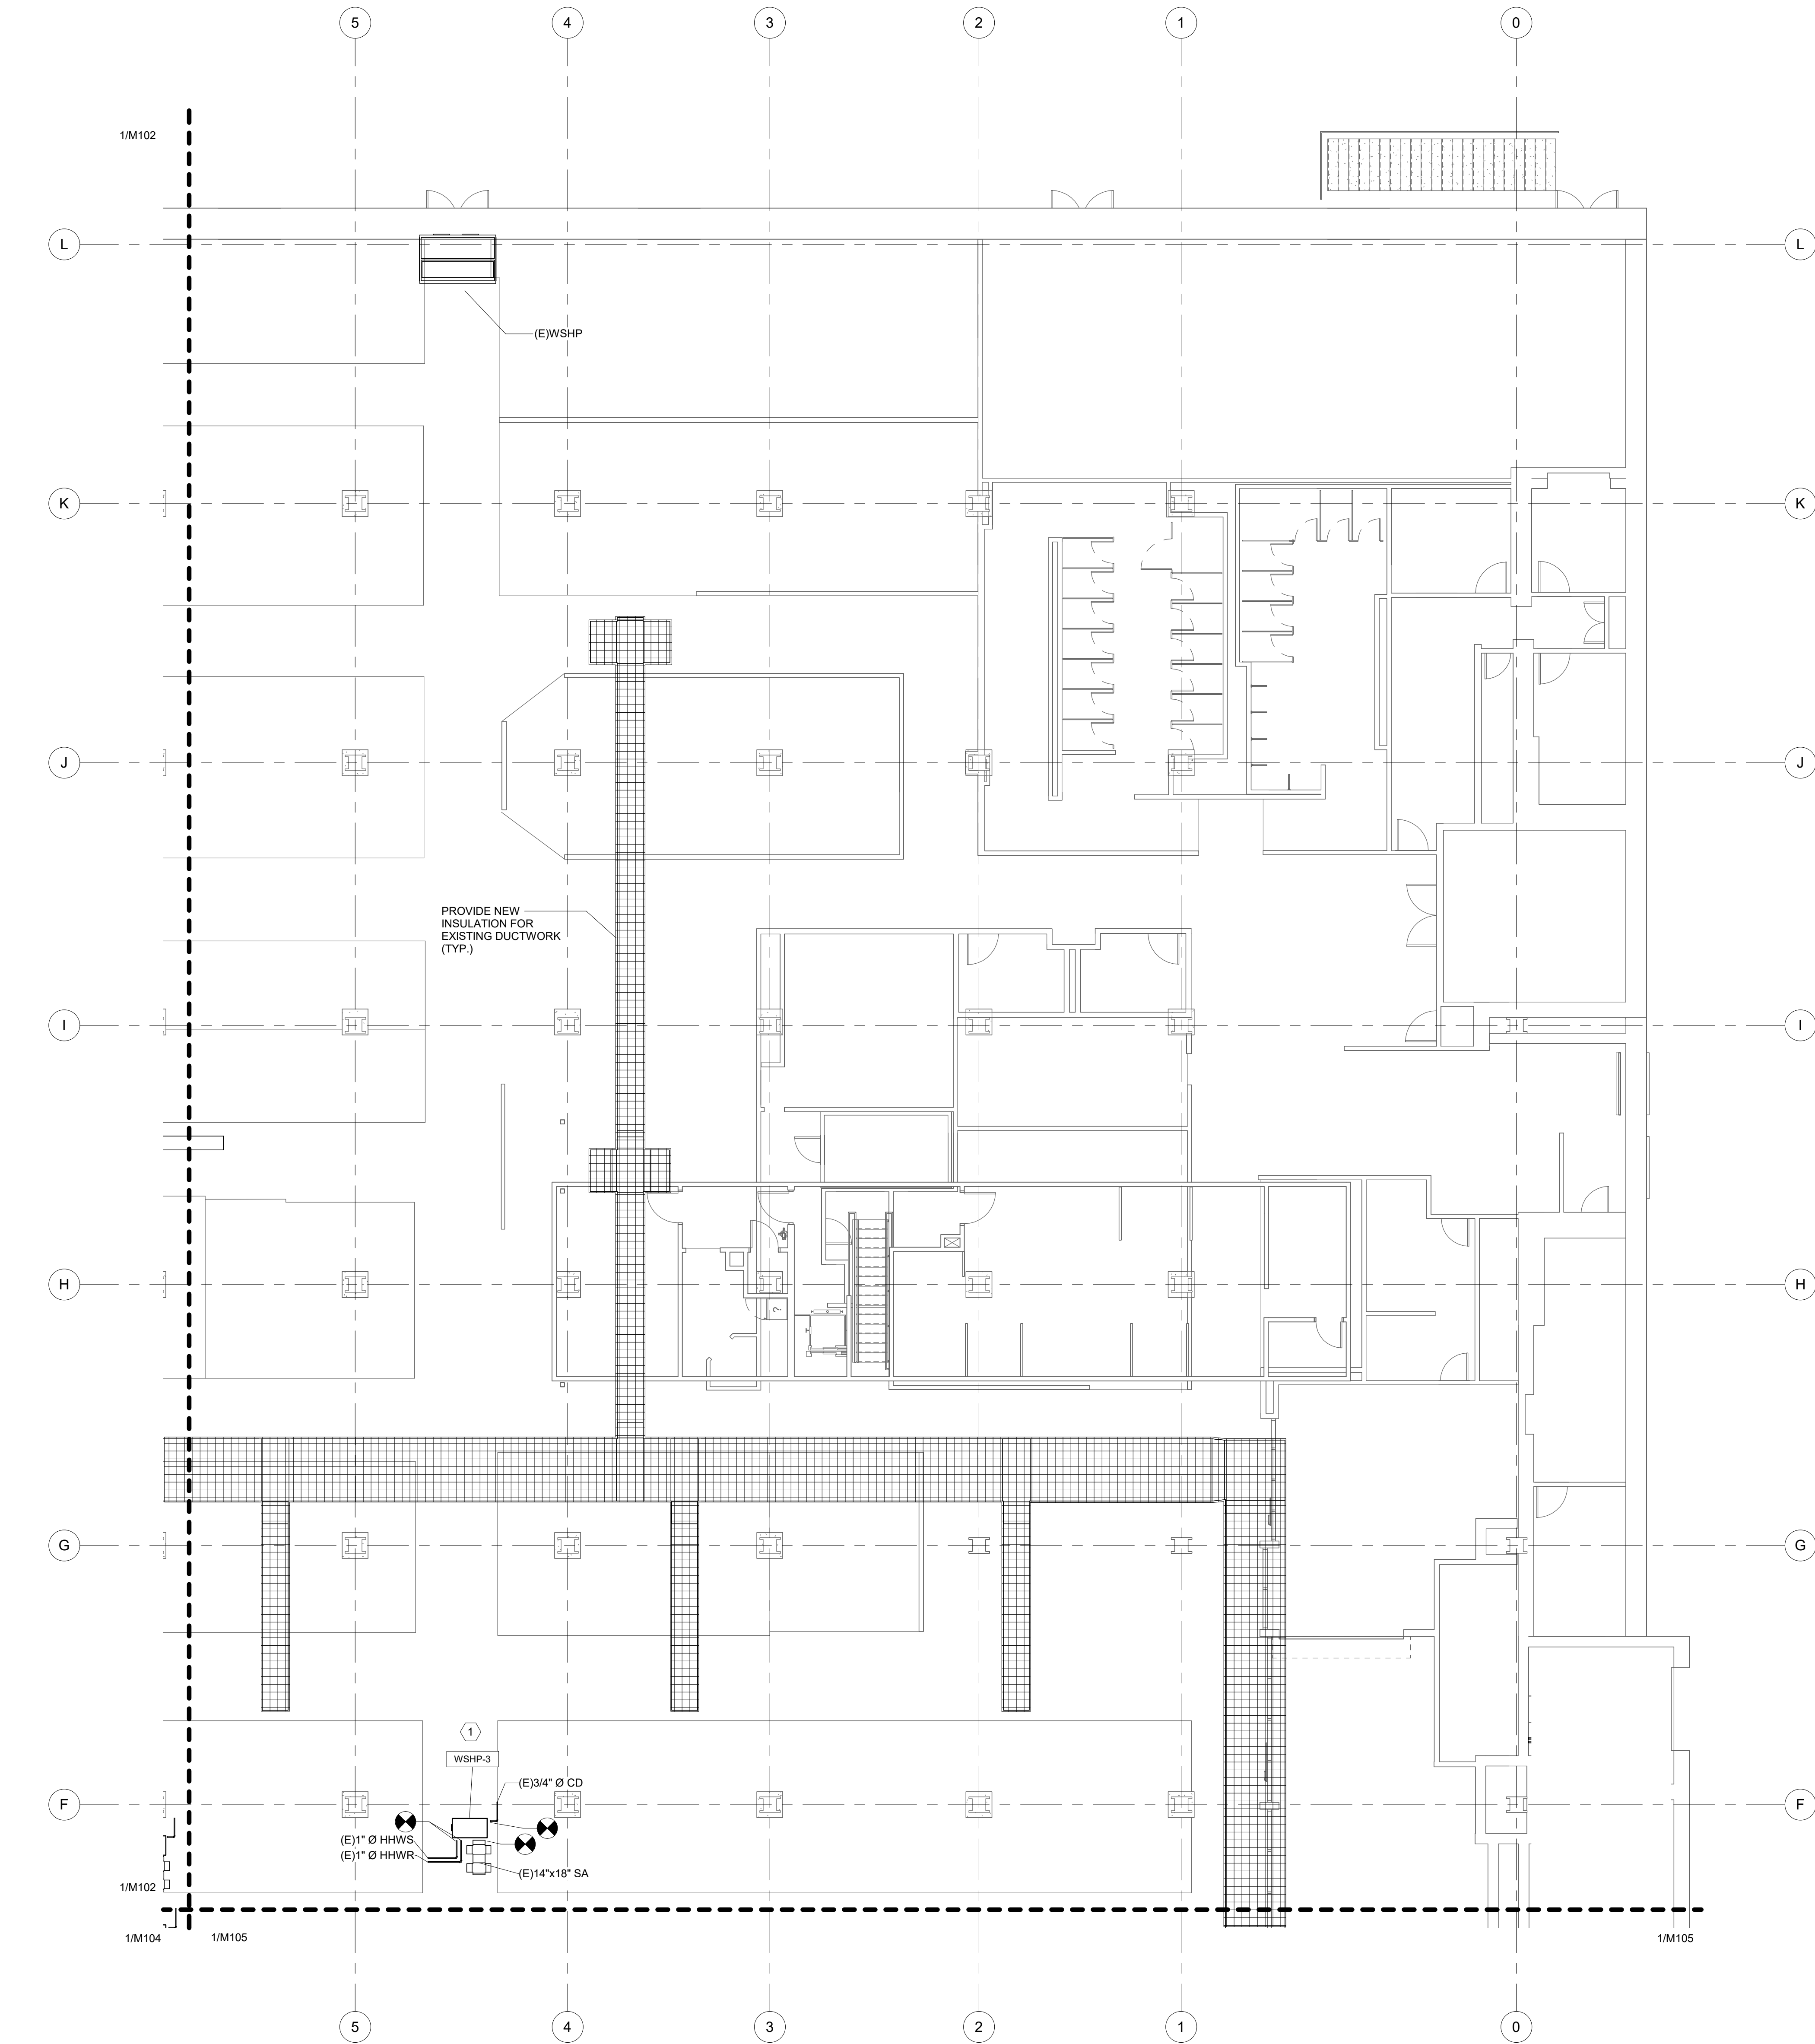 5 4 3 2 1 0
1/M102
L L
(E)WSHP
K K
J J
PROVIDE NEW
INSULATION FOR
EXISTING DUCTWORK
(TYP.)
I I
?
H H
G G
1
WSHP-3
(E)3/4" Ø CD
F F
(E)1" Ø HHWS
(E)1" Ø HHWR
(E)14"x18" SA
1/M102
1/M104 1/M105 1/M105
5 4 3 2 1 0